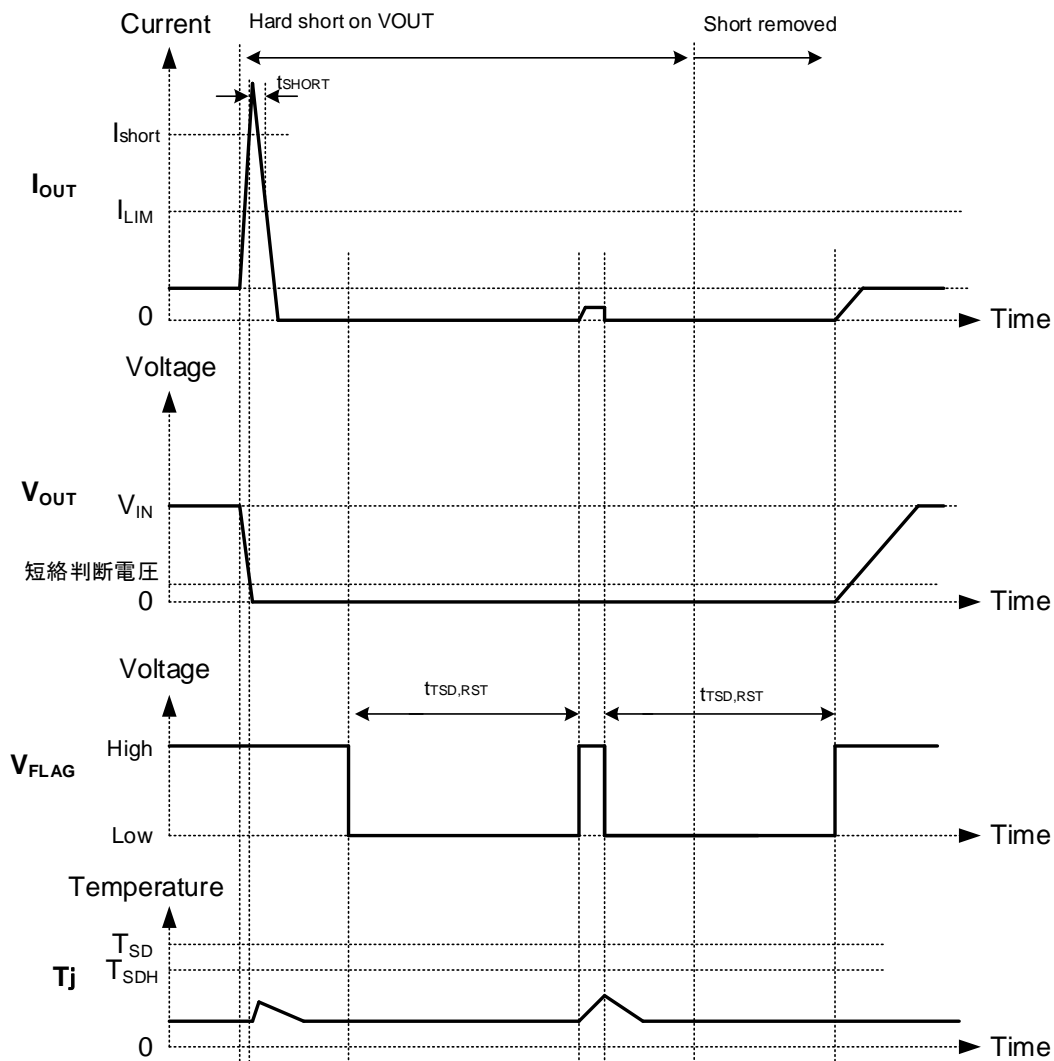 Current
Hard short on VOUT
Short removed
tSHORT
Ishort
IOUT
ILIM
0
Time
Voltage
VOUT
VIN
短絡判断電圧
0
Time
Voltage
tTSD,RST
tTSD,RST
High
VFLAG
Low
Time
Temperature
TSD
Tj
TSDH
0
Time